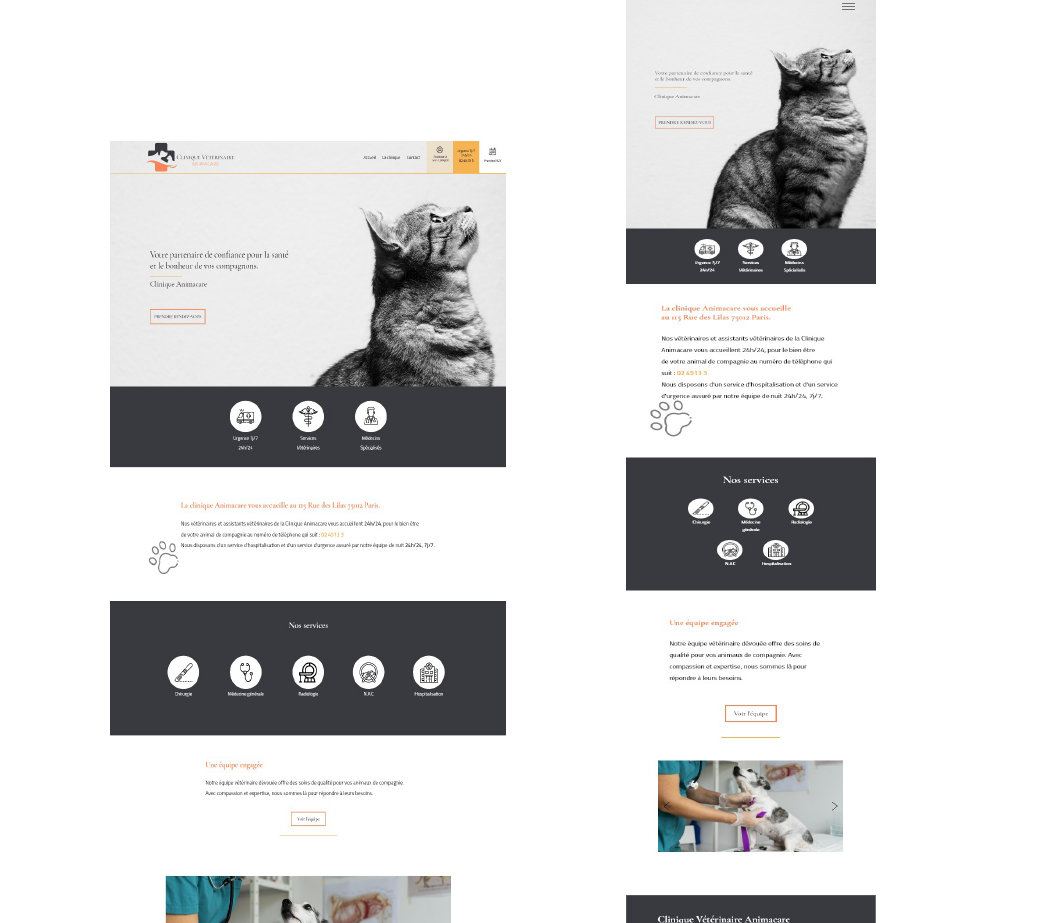 Clinique Vétérinaire
Accueil La clinique Contact
Urgence 7j/7
02 4513 5
Votre partenaire de confiance pour la santé
et le bonheur de vos compagnons.
Clinique Animacare
PRENDRE RENDEZ-VOUS
Urgence 7j/7
24h/24
Services
Vétérinaires
Médecins
Spécialisés
La clinique Animacare vous accueille au 115 Rue des Lilas 75012 Paris.
Nos vétérinaires et assistants vétérinaires de la Clinique Animacare vous accueillent 24h/24, pour le bien être
de votre animal de compagnie au numéro de téléphone qui suit : 02 4513 5
Nous disposons d'un service d'hospitalisation et d'un service d'urgence assuré par notre équipe de nuit 24h/24, 7j/7.
Nos services
Chirurgie
Médecine générale
Radiologie
N.A.C
Hospitalisation
Une équipe engagée
Notre équipe vétérinaire dévouée offre des soins de qualité pour vos animaux de compagnie.
Avec compassion et expertise, nous sommes là pour répondre à leurs besoins.
Voir l'équipe
Votre partenaire de confiance pour la santé
et le bonheur de vos compagnons.
Clinique Animacare
PRENDRE RENDEZ-VOUS
Urgence 7j/7
24h/24
Services
Vétérinaires
Médecins
Spécialisés
La clinique Animacare vous accueille
au 115 Rue des Lilas 75012 Paris.
Nos vétérinaires et assistants vétérinaires de la Clinique
Animacare vous accueillent 24h/24, pour le bien être
de votre animal de compagnie au numéro de téléphone qui
suit : 02 4513 5
Nous disposons d'un service d'hospitalisation et d'un service
d'urgence assuré par notre équipe de nuit 24h/24, 7j/7.
Nos services
Chirurgie
Médecine
générale
Radiologie
N.A.C
Hospitalisation
Une équipe engagée
Notre équipe vétérinaire dévouée offre des soins de
qualité pour vos animaux de compagnie. Avec
compassion et expertise, nous sommes là pour
répondre à leurs besoins.
Voir l'équipe
Clinique Vétérinaire Animacare